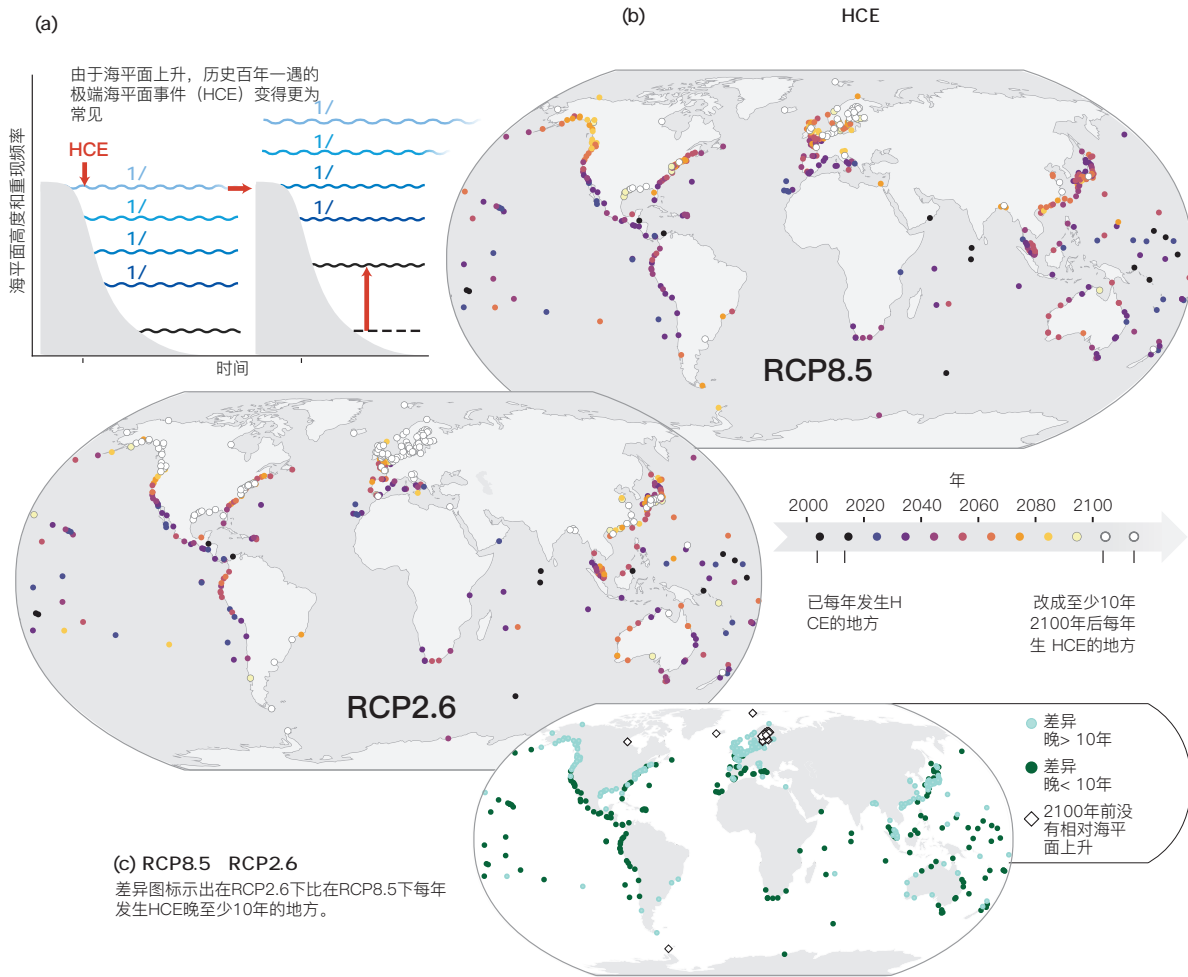 (a)
由于海平面上升，历史百年一遇的
极端海平面事件（HCE）变得更为
常见
海平面高度和重现频率
HCE
1/
1/
1/
1/
1/
1/
1/
1/
时间
(b)
HCE
RCP8.5
RCP2.6
年
2000
2020
2040
2060
2080
2100
已每年发生H
CE的地方
改成至少10年
2100年后每年
生 HCE的地方
差异
晚> 10年
差异
晚< 10年
2100年前没
有相对海平
面上升
(c) RCP8.5 RCP2.6
差异图标示出在RCP2.6下比在RCP8.5下每年
发生HCE晚至少10年的地方。